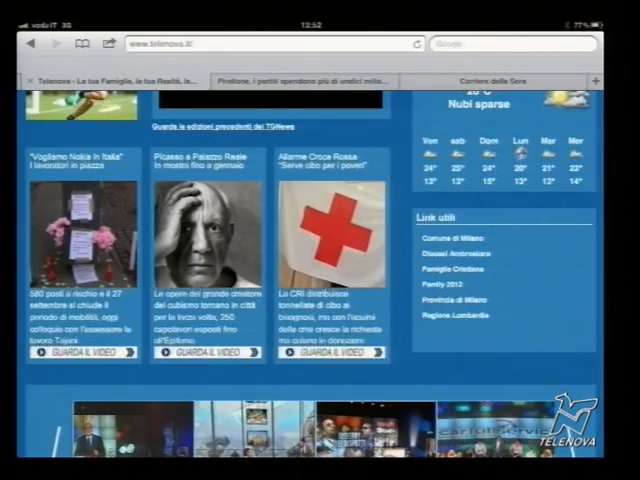 vodaIT 3G
13:52
77%
www.telenova.it/
Google
Telenova - La tua Famiglia, la tua Realtà, la...
Pirellone, i partiti spendono più di undici milio...
Corriere della Sera
Guarda le edizioni precedenti del TGNews
Nubi sparse
Ven sab Dom Lun Mar Mer
24° 25° 24° 20° 21° 22°
13° 13° 15° 13° 13° 14°
"Vogliamo Nokia in Italia"
I lavoratori in piazza
Picasso a Palazzo Reale
In mostra fino a gennaio
Allarme Croce Rossa
"Serve cibo per i poveri"
Link utili
Comune di Milano
Diocesi Ambrosiana
Famiglia Cristiana
Family 2012
Provincia di Milano
Regione Lombardia
580 posti a rischio e il 27
settembre si chiude il
periodo di mobilità, oggi
colloquio con l'assessore la
lavoro Tajani
Le opere del grande creatore
del cubismo tornano in città
per la terza volta, 250
capolavori esposti fino
all'Epifania
La CRI distribuisce
tonnellate di cibo ai
bisognosi, ma con l'acuirsi
della crisi cresce la richiesta
ma calano le donazioni
GUARDA IL VIDEO
GUARDA IL VIDEO
GUARDA IL VIDEO
TELENOVA